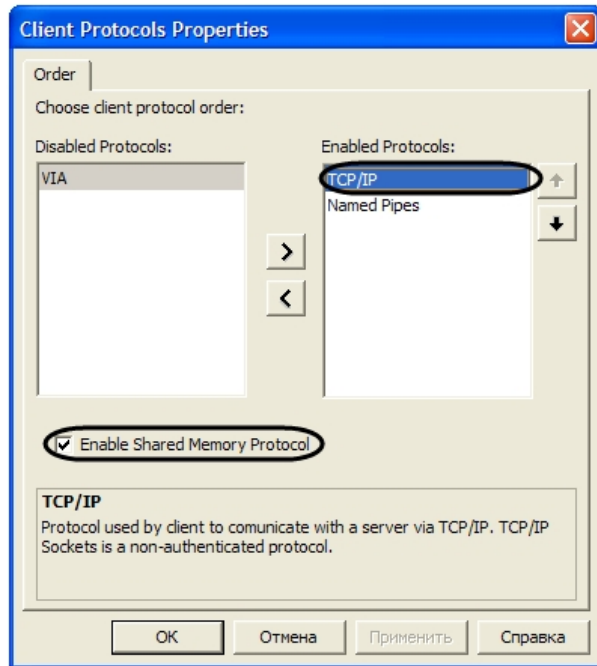 Client Protocols Properties
Order
Choose client protocol order:
Disabled Protocols:
Enabled Protocols:
VIA
TCP/IP
Named Pipes
Enable Shared Memory Protocol
TCP/IP
Protocol used by client to comunicate with a server via TCP/IP. TCP/IP
Sockets is a non-authenticated protocol.
OK
Отмена
Применить
Справка